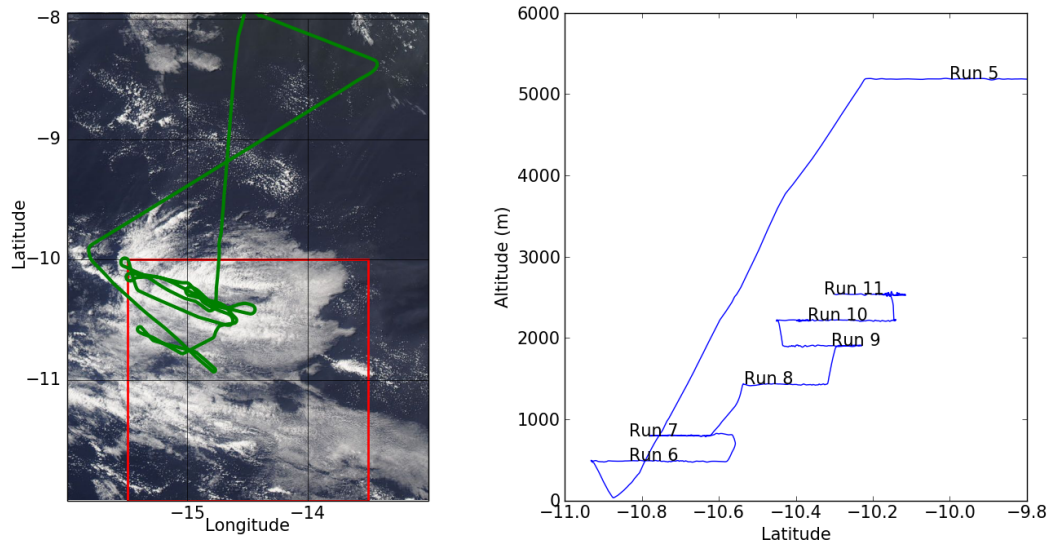 −8
−9
−10
−11
Latitude
−15
−14
Longitude
6000
5000
4000
3000
2000
1000
0
Altitude (m)
Run 5
Run 11
Run 10
Run 9
Run 8
Run 7
Run 6
−11.0
−10.8
−10.6
−10.4
−10.2
−10.0
−9.8
Latitude